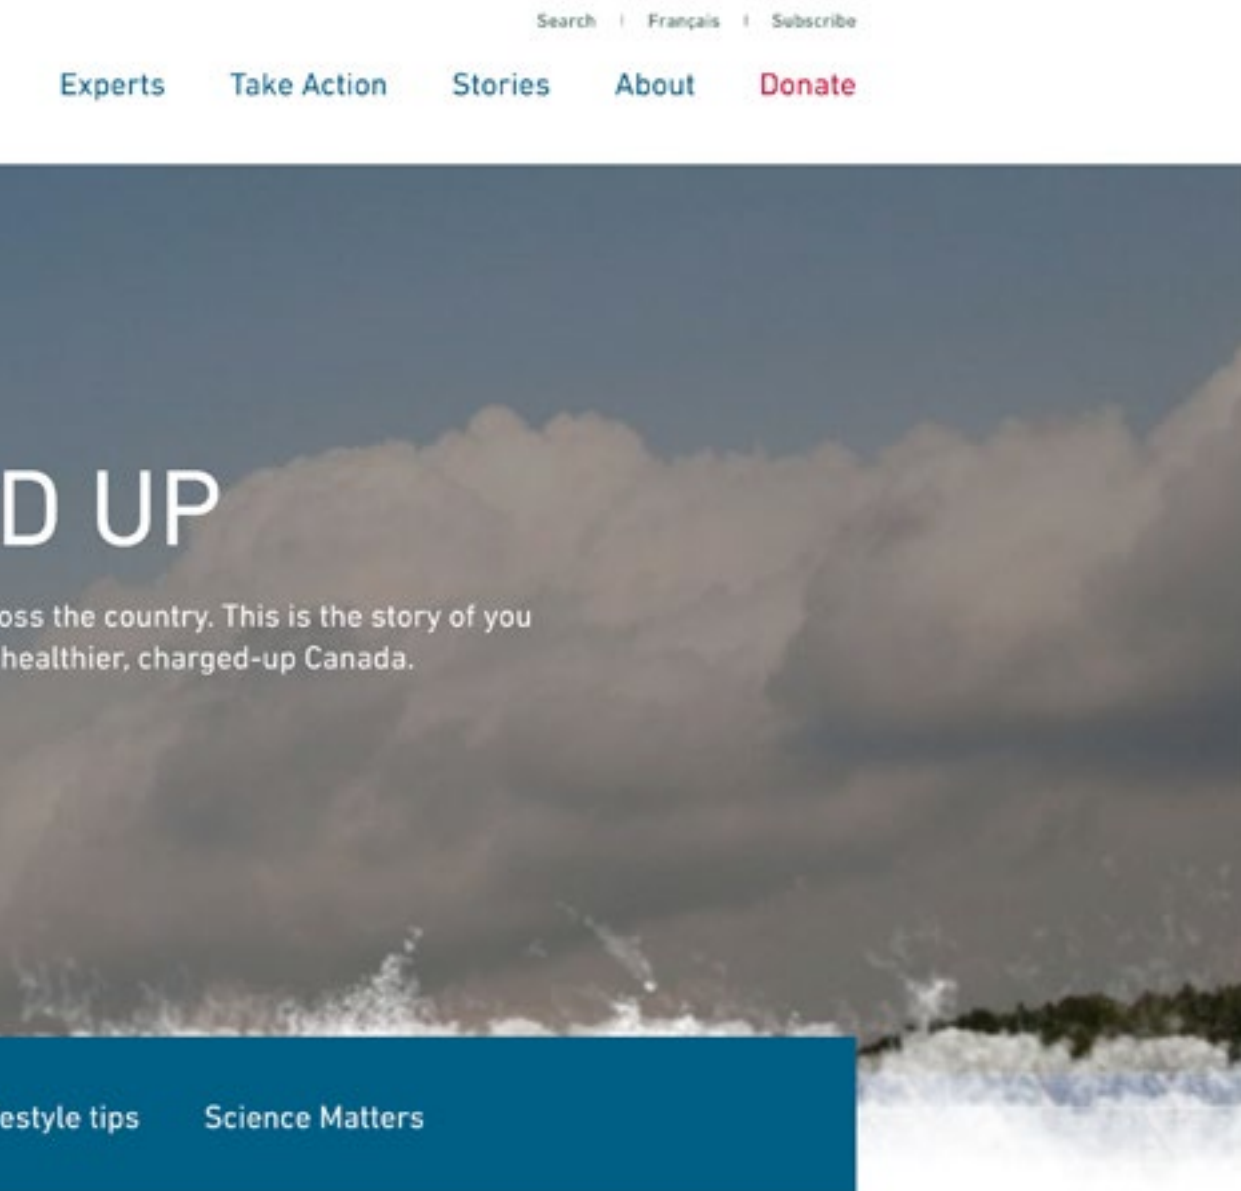 Search | Français | Subscribe
Experts Take Action Stories About Donate
D UP
oss the country. This is the story of you
healthier, charged-up Canada.
estyle tips Science Matters